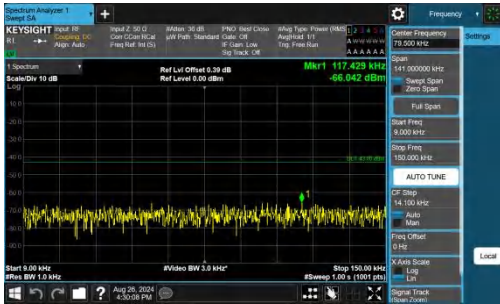 Spectrum Analyzer 1
Swept SA
Frequency
KEYSIGHT
Input: RF
Coupling: DC
Align: Auto
Input Z: 50 Ω
Corr CCorr RCal
Freq Ref: Int (S)
#Atten: 30 dB
µW Path: Standard
PNO: Best Close
Gate: Off
IF Gain: Low
Sig Track: Off
#Avg Type: Power (RMS
Avg|Hold: 1/1
Trig: Free Run
1 2 3 4 5 6
A W W W W W
A A A A A A
Center Frequency
79.500 kHz
Settings
1 Spectrum
Scale/Div 10 dB
Log
Ref Lvl Offset 0.39 dB
Ref Level 0.00 dBm
Mkr1 117.429 kHz
-66.042 dBm
Span
141.000000 kHz
Swept Span
Zero Span
Full Span
Start Freq
9.000 kHz
Stop Freq
150.000 kHz
AUTO TUNE
CF Step
14.100 kHz
Auto
Man
Freq Offset
0 Hz
X Axis Scale
Log
Lin
Signal Track
(Span Zoom)
Local
1
Start 9.00 kHz
#Res BW 1.0 kHz
#Video BW 3.0 kHz*
Stop 150.00 kHz
#Sweep 1.00 s (1001 pts)
Aug 26, 2024
4:30:08 PM